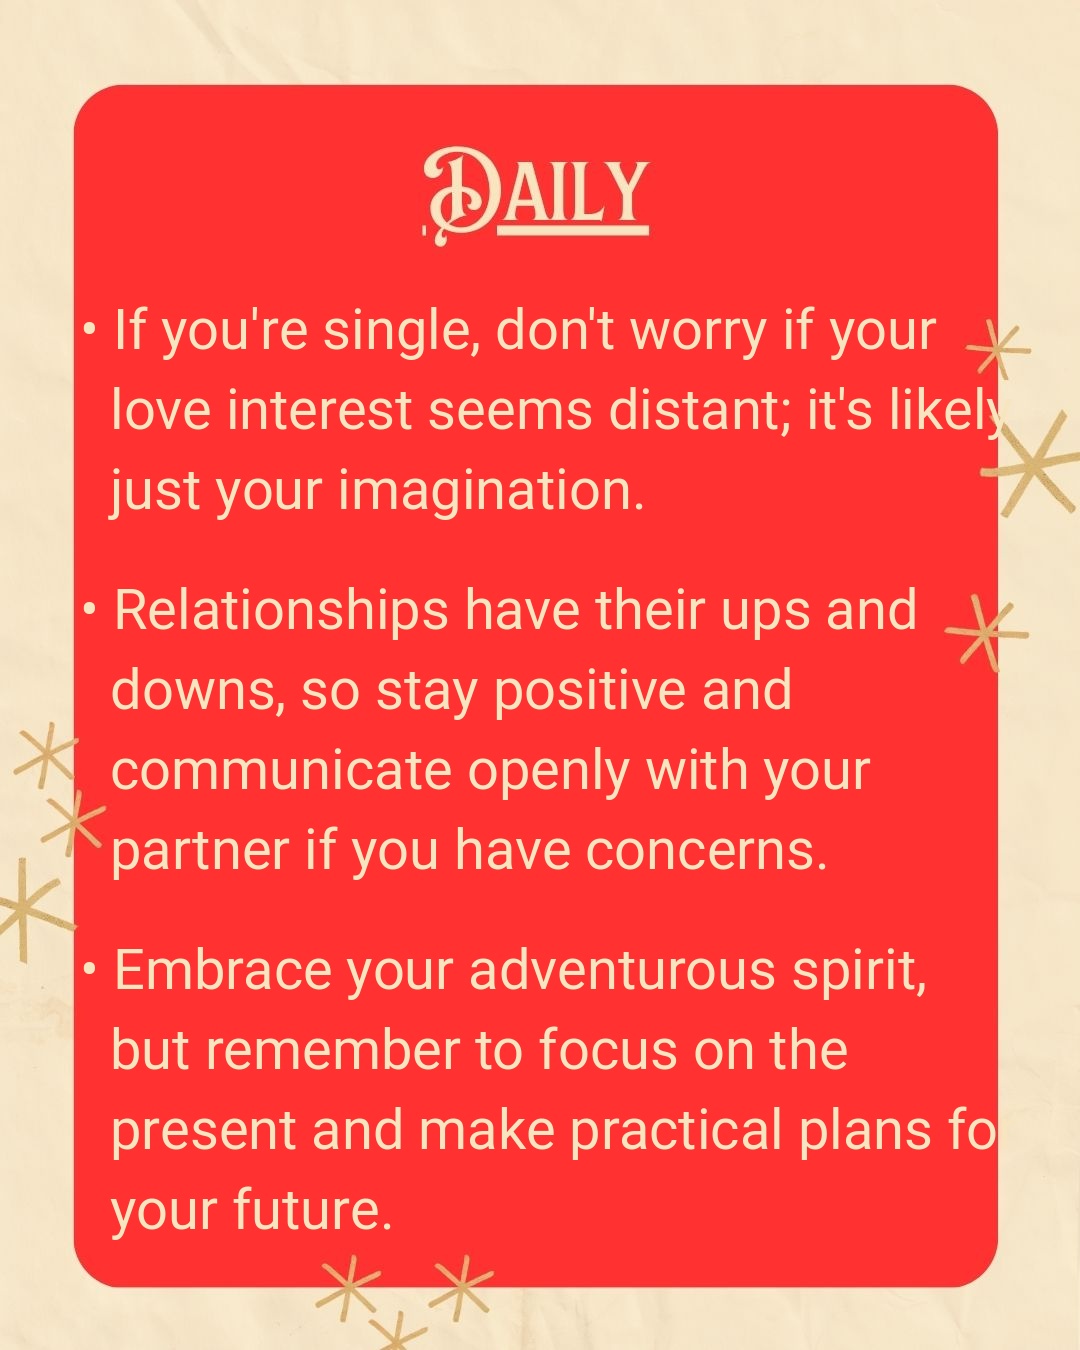 DAILY
• If you're single, don't worry if your
love interest seems distant; it's likely
just your imagination.
• Relationships have their ups and
downs, so stay positive and
communicate openly with your
partner if you have concerns.
• Embrace your adventurous spirit,
but remember to focus on the
present and make practical plans fo
your future.